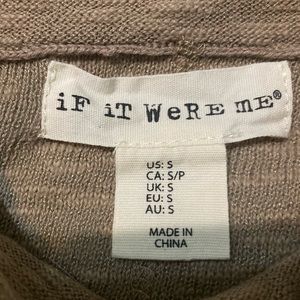 iF iT WeRE mE®
US: S
CA: S/P
UK: S
EU: S
AU: S
MADE IN
CHINA